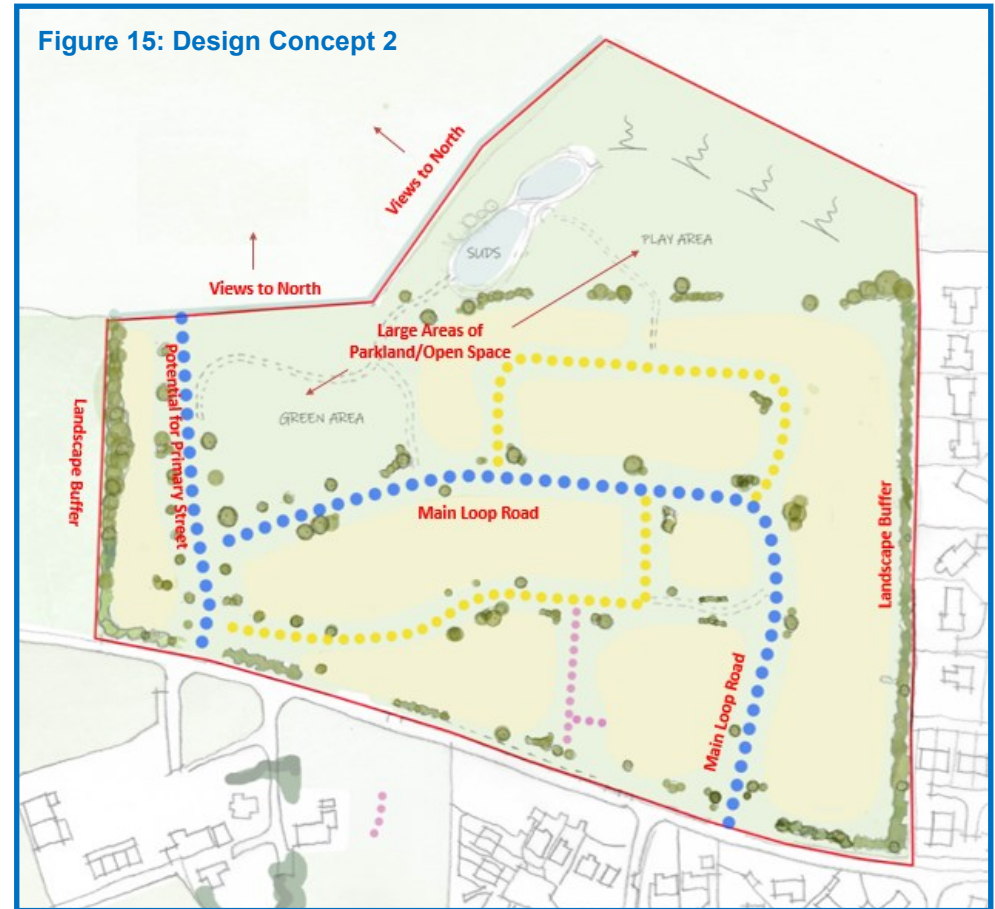 Figure 15: Design Concept 2
Views to North
Views to North
SUDS
PLAY AREA
Large Areas of
Parkland/Open Space
GREEN AREA
Potential for Primary Street
Landscape Buffer
Main Loop Road
Landscape Buffer
Main Loop Road